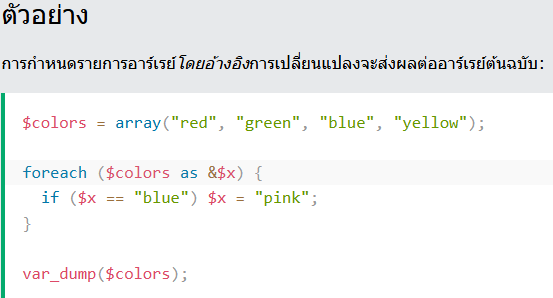 ตัวอย่าง
การกำหนดรายการอาร์เรย์โดยอ้างอิงการเปลี่ยนแปลงจะส่งผลต่ออาร์เรย์ต้นฉบับ:
$colors = array("red", "green", "blue", "yellow");
foreach ($colors as &$x) {
  if ($x == "blue") $x = "pink";
}
var_dump($colors);